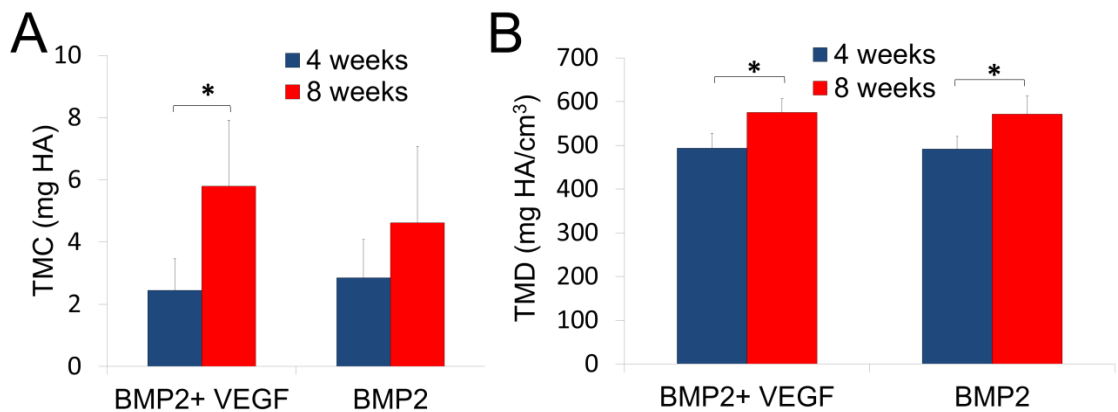 A
TMC (mg HA)
10
8
6
4
2
0
4 weeks
8 weeks
*
BMP2+ VEGF
BMP2
B
TMD (mg HA/cm³)
700
600
500
400
300
200
100
0
4 weeks
8 weeks
*
*
BMP2+ VEGF
BMP2